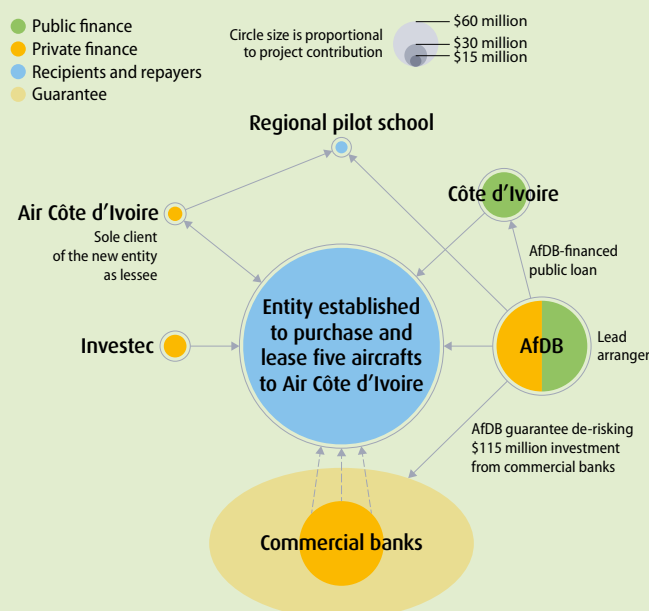 Public finance
Private finance
Recipients and repayers
Guarantee
Circle size is proportional
to project contribution
$60 million
$30 million
$15 million
Regional pilot school
Air Côte d'Ivoire
Sole client
of the new entity
as lessee
Côte d'Ivoire
AfDB-financed
public loan
Investec
Entity established
to purchase and
lease five aircrafts
to Air Côte d'Ivoire
AfDB
Lead
arranger
AfDB guarantee de-risking
$115 million investment
from commercial banks
Commercial banks